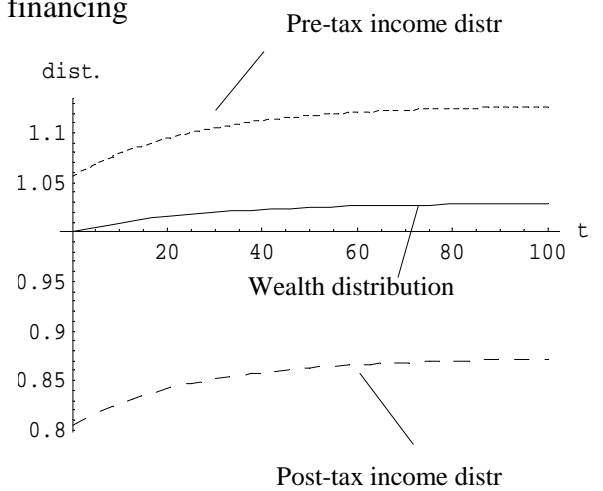 financing
Pre-tax income distr
dist.
1.1
1.05
t
20 40 60 80 100
0.95
Wealth distribution
0.9
0.85
0.8
Post-tax income distr